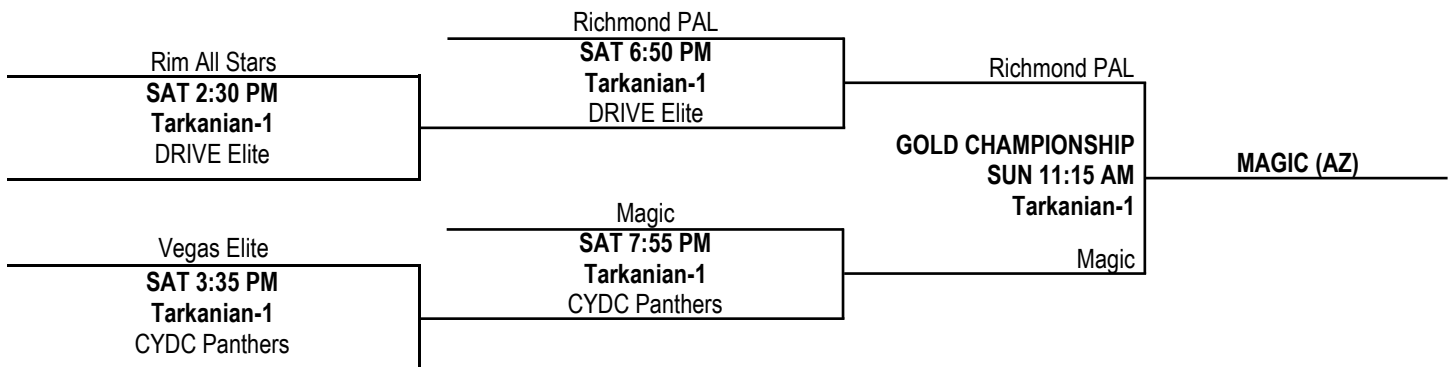 Rim All Stars
SAT 2:30 PM
Tarkanian-1
DRIVE Elite
Vegas Elite
SAT 3:35 PM
Tarkanian-1
CYDC Panthers
Richmond PAL
SAT 6:50 PM
Tarkanian-1
DRIVE Elite
Magic
SAT 7:55 PM
Tarkanian-1
CYDC Panthers
Richmond PAL
GOLD CHAMPIONSHIP
SUN 11:15 AM
Tarkanian-1
Magic
MAGIC (AZ)